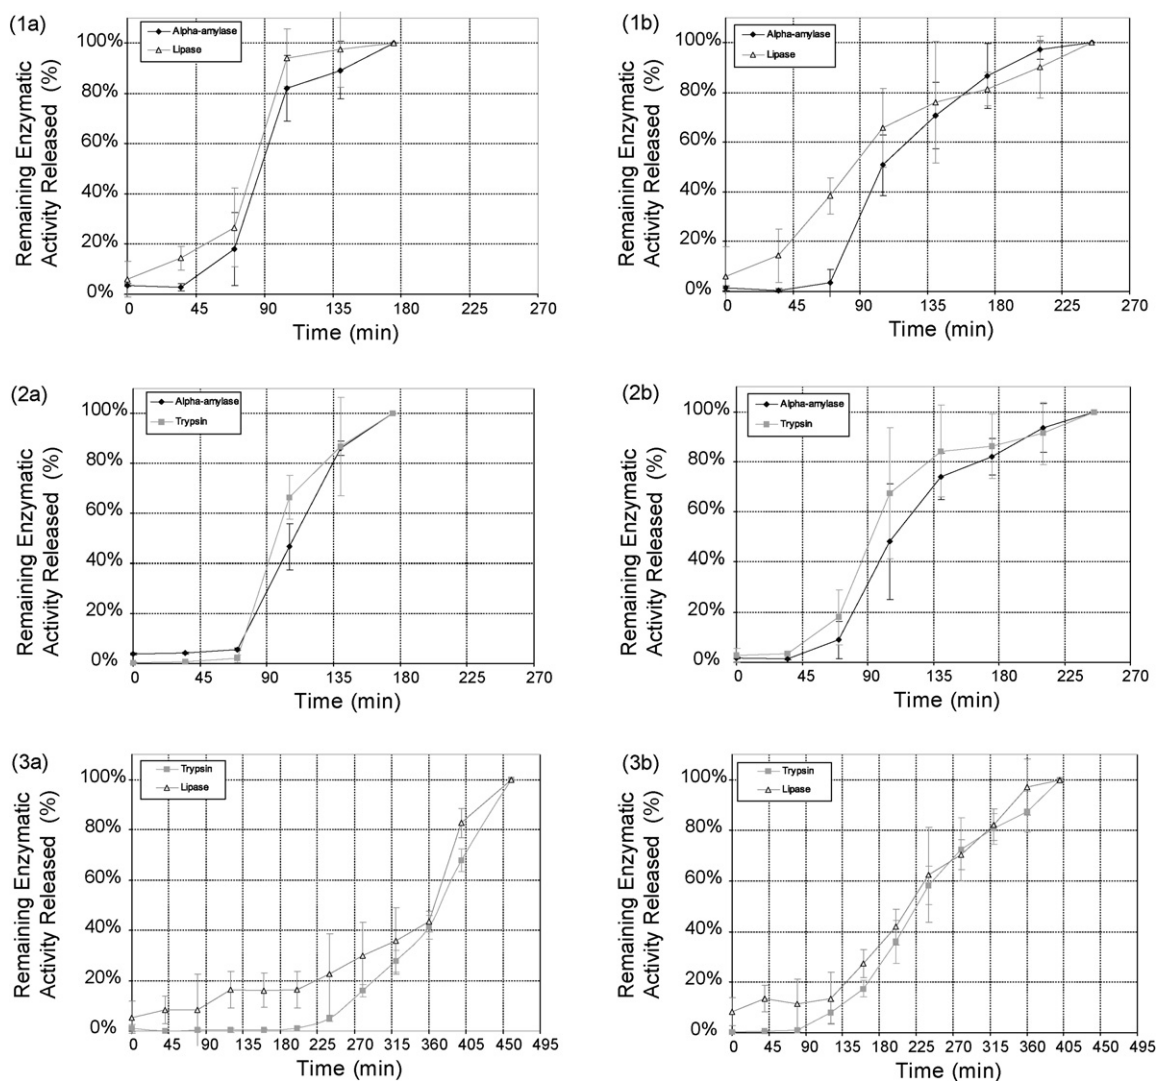 (1a)
Remaining Enzymatic
Activity Released (%)
Alpha-amylase
Lipase
100%
80%
60%
40%
20%
0%
0 45 90 135 180 225 270
Time (min)
(1b)
Remaining Enzymatic
Activity Released (%)
Alpha-amylase
Lipase
100%
80%
60%
40%
20%
0%
0 45 90 135 180 225 270
Time (min)
(2a)
Remaining Enzymatic
Activity Released (%)
Alpha-amylase
Trypsin
100%
80%
60%
40%
20%
0%
0 45 90 135 180 225 270
Time (min)
(2b)
Remaining Enzymatic
Activity Released (%)
Alpha-amylase
Trypsin
100%
80%
60%
40%
20%
0%
0 45 90 135 180 225 270
Time (min)
(3a)
Remaining Enzymatic
Activity Released (%)
Trypsin
Lipase
100%
80%
60%
40%
20%
0%
0 45 90 135 180 225 270 315 360 405 450 495
Time (min)
(3b)
Remaining Enzymatic
Activity Released (%)
Trypsin
Lipase
100%
80%
60%
40%
20%
0%
0 45 90 135 180 225 270 315 360 405 450 495
Time (min)